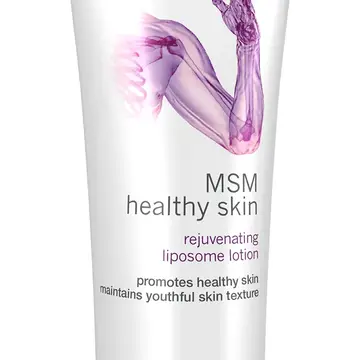 MSM
healthy skin
rejuvenating
liposome lotion
promotes healthy skin
maintains youthful skin texture